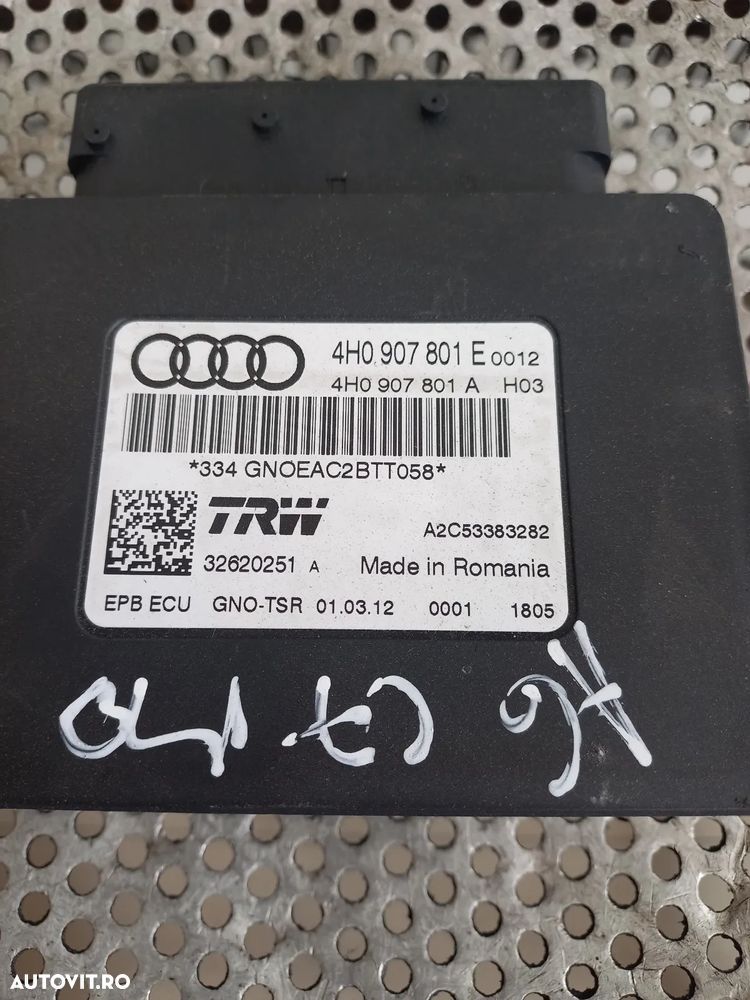 4H0 907 801 E 0012
4H0 907 801 A H03
*334 GNOEAC2BTT058*
TRW
A2C53383282
32620251 A Made in Romania
EPB ECU GNO-TSR 01.03.12 0001 1805
A6
AUTOVIT.RO